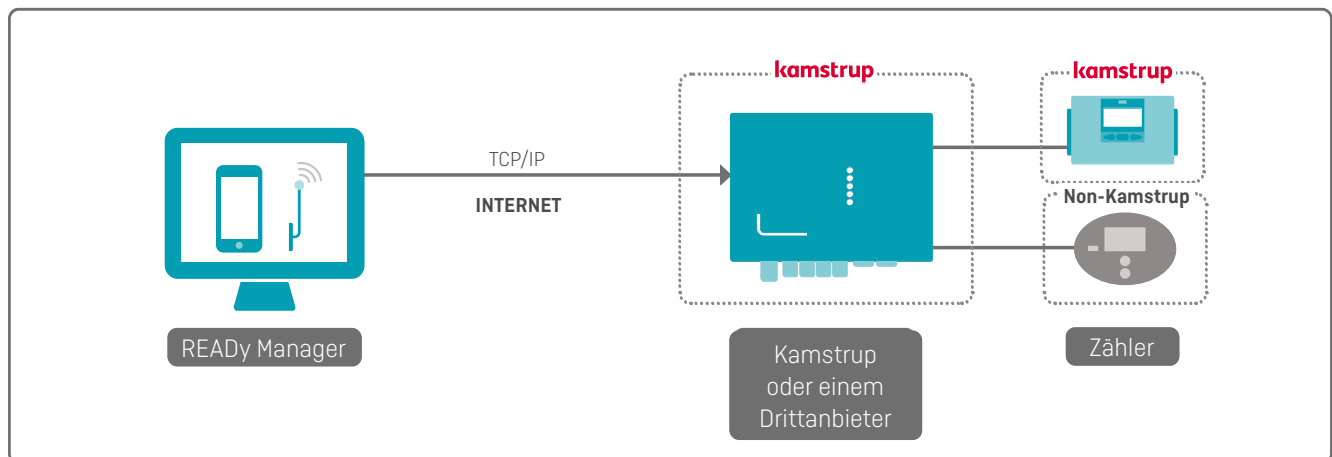 kamstrup
kamstrup
TCP/IP
INTERNET
Non-Kamstrup
READy Manager
Kamstrup
oder einem
Drittanbieter
Zähler